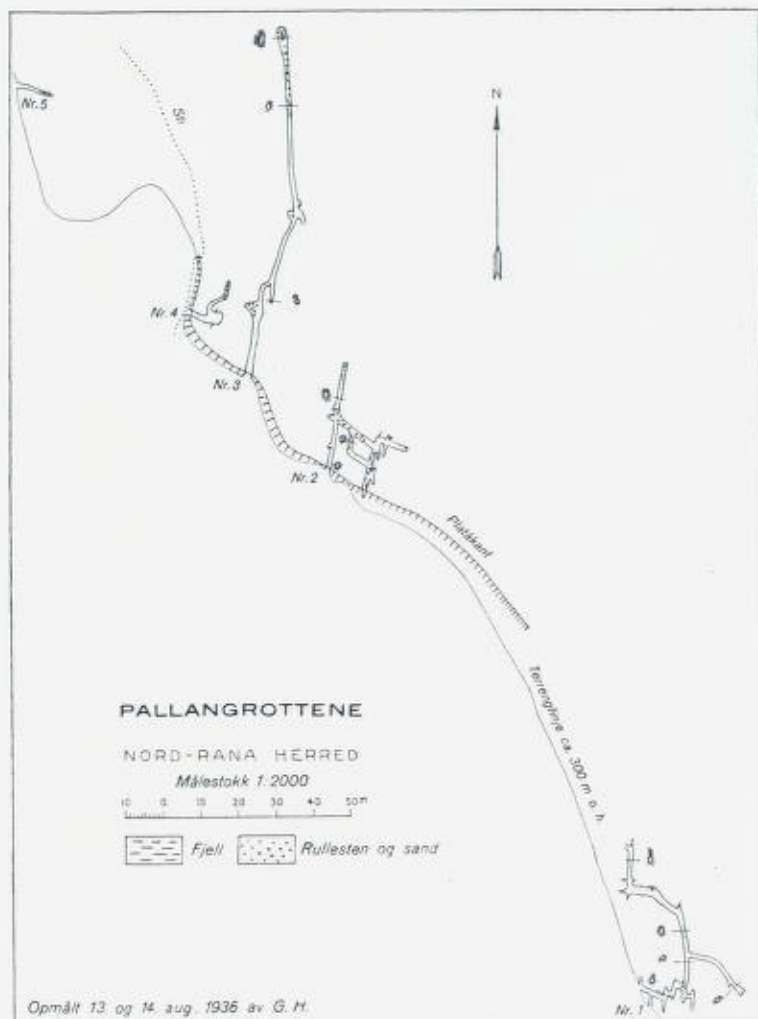 Nr. 5
Sti
N
Nr. 4
Nr. 3
Nr. 2
Platåkant
Terrenglinje ca. 300 m o. h.
PALLANGROTTENE
NORD-RANA HERRED
Målestokk 1:2000
10 0 10 20 30 40 50 m
Fjell
Rullesten og sand
Nr. 1
Opmålt 13. og 14. aug. 1936 av G. H.